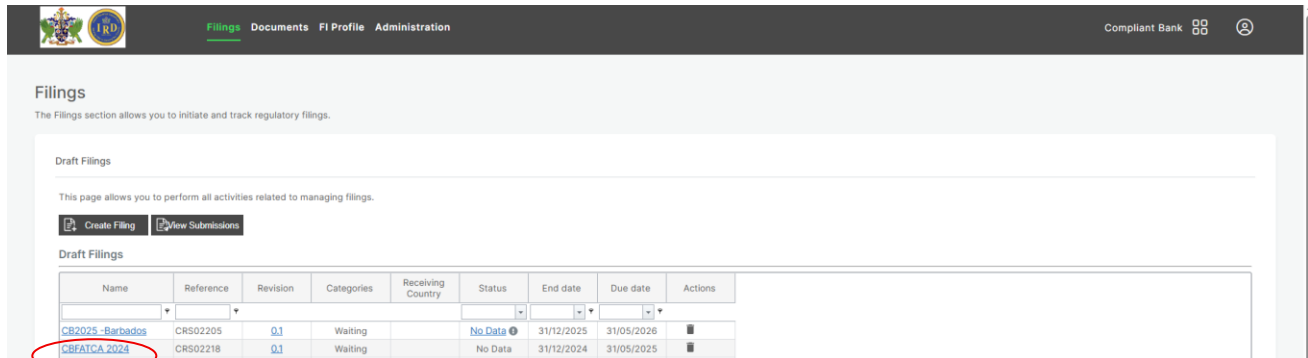 IRD
Filings Documents FI Profile Administration
Compliant Bank
Filings
The Filings section allows you to initiate and track regulatory filings.
Draft Filings
This page allows you to perform all activities related to managing filings.
Create Filing View Submissions
Draft Filings
Name Reference Revision Categories Receiving Country Status End date Due date Actions
CB2025 -Barbados CRS02205 0.1 Waiting No Data 31/12/2025 31/05/2026
CBFATCA 2024 CRS02218 0.1 Waiting No Data 31/12/2024 31/05/2025